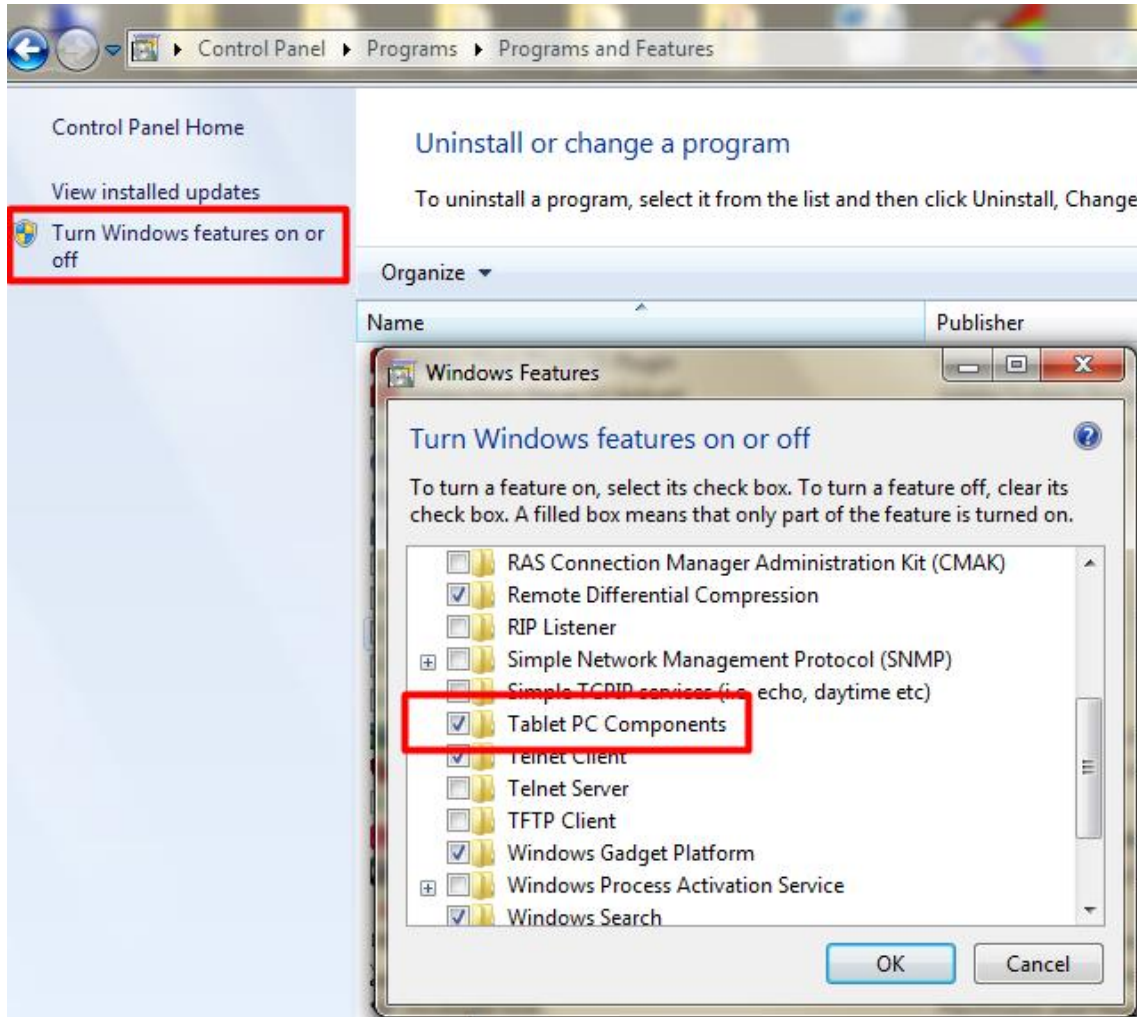 Control Panel ▸ Programs ▸ Programs and Features
Control Panel Home
View installed updates
Turn Windows features on or
off
Uninstall or change a program
To uninstall a program, select it from the list and then click Uninstall, Change
Organize
Name Publisher
Windows Features
Turn Windows features on or off
To turn a feature on, select its check box. To turn a feature off, clear its
check box. A filled box means that only part of the feature is turned on.
RAS Connection Manager Administration Kit (CMAK)
Remote Differential Compression
RIP Listener
Simple Network Management Protocol (SNMP)
Simple TCPIP services (i.e. echo, daytime etc)
Tablet PC Components
Telnet Client
Telnet Server
TFTP Client
Windows Gadget Platform
Windows Process Activation Service
Windows Search
OK Cancel